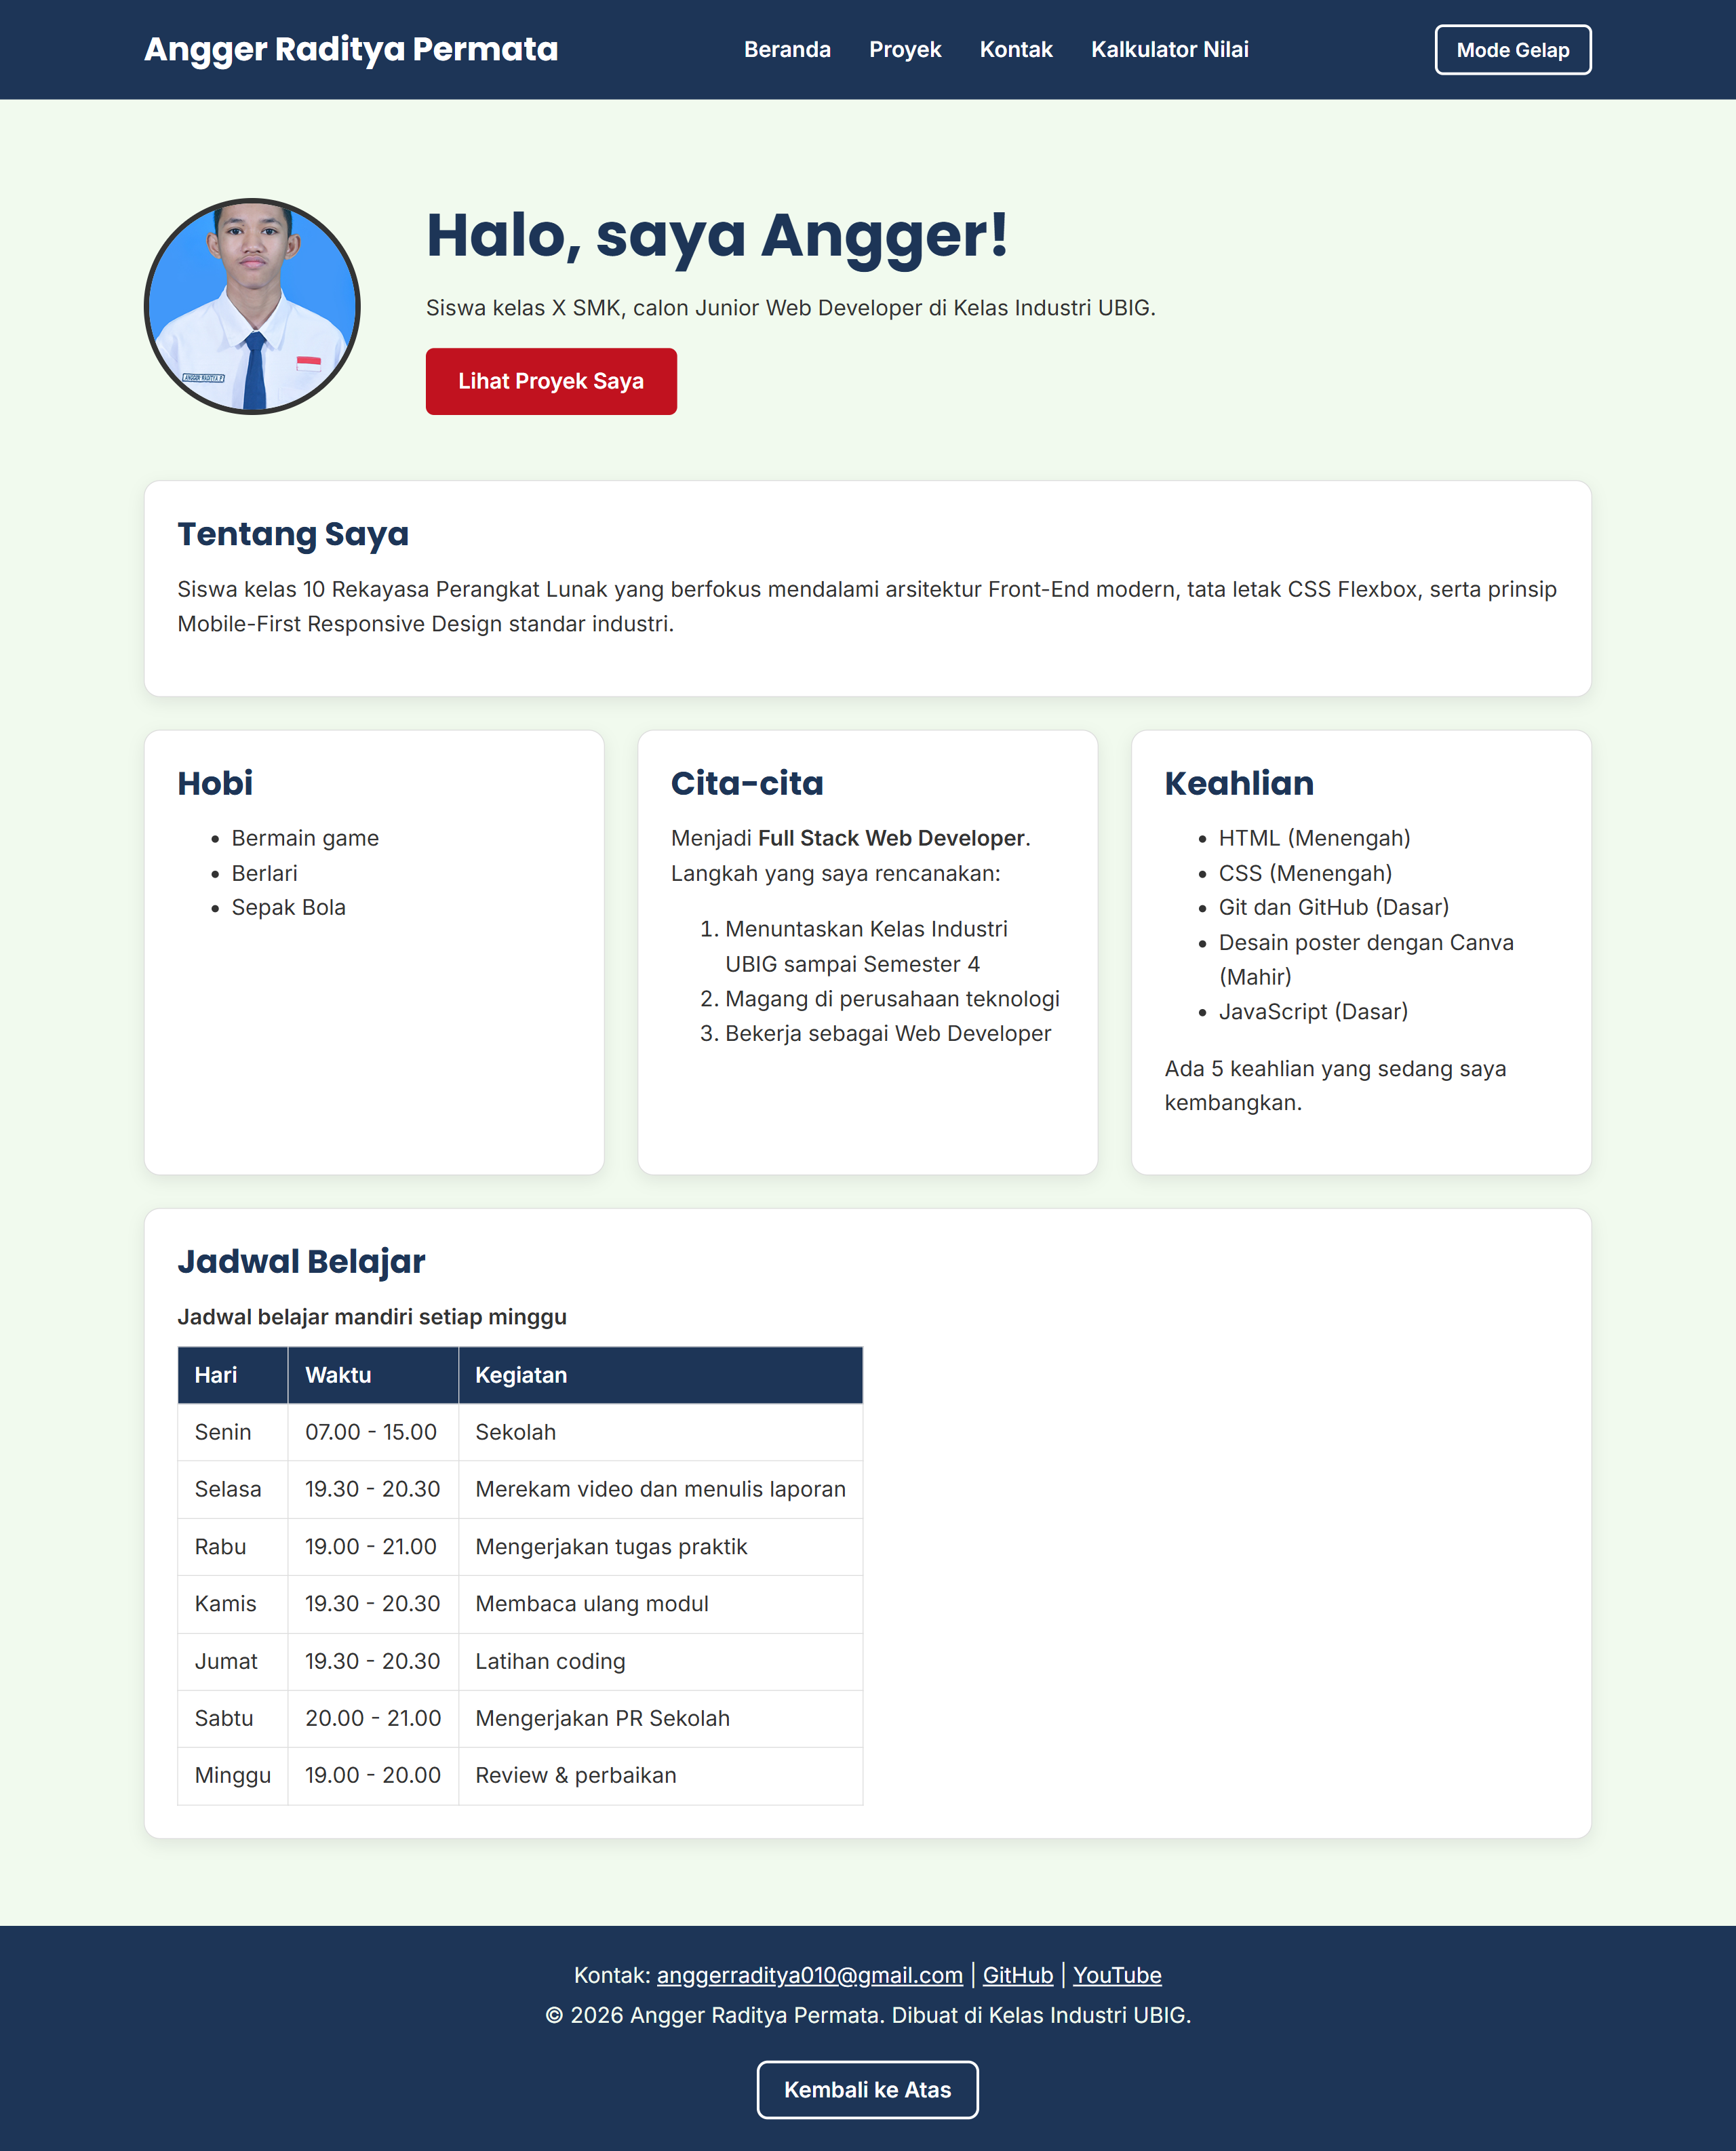 Angger Raditya Permata
Beranda Proyek Kontak Kalkulator Nilai
Mode Gelap
Halo, saya Angger!
Siswa kelas X SMK, calon Junior Web Developer di Kelas Industri UBIG.
Lihat Proyek Saya
ANGGER RADITYA P
Tentang Saya
Siswa kelas 10 Rekayasa Perangkat Lunak yang berfokus mendalami arsitektur Front-End modern, tata letak CSS Flexbox, serta prinsip
Mobile-First Responsive Design standar industri.
Hobi
• Bermain game
• Berlari
• Sepak Bola
Cita-cita
Menjadi Full Stack Web Developer.
Langkah yang saya rencanakan:
1. Menuntaskan Kelas Industri
UBIG sampai Semester 4
2. Magang di perusahaan teknologi
3. Bekerja sebagai Web Developer
Keahlian
• HTML (Menengah)
• CSS (Menengah)
• Git dan GitHub (Dasar)
• Desain poster dengan Canva
(Mahir)
• JavaScript (Dasar)
Ada 5 keahlian yang sedang saya
kembangkan.
Jadwal Belajar
Jadwal belajar mandiri setiap minggu
Hari Waktu Kegiatan
Senin 07.00 - 15.00 Sekolah
Selasa 19.30 - 20.30 Merekam video dan menulis laporan
Rabu 19.00 - 21.00 Mengerjakan tugas praktik
Kamis 19.30 - 20.30 Membaca ulang modul
Jumat 19.30 - 20.30 Latihan coding
Sabtu 20.00 - 21.00 Mengerjakan PR Sekolah
Minggu 19.00 - 20.00 Review & perbaikan
Kontak: anggerraditya010@gmail.com | GitHub | YouTube
© 2026 Angger Raditya Permata. Dibuat di Kelas Industri UBIG.
Kembali ke Atas